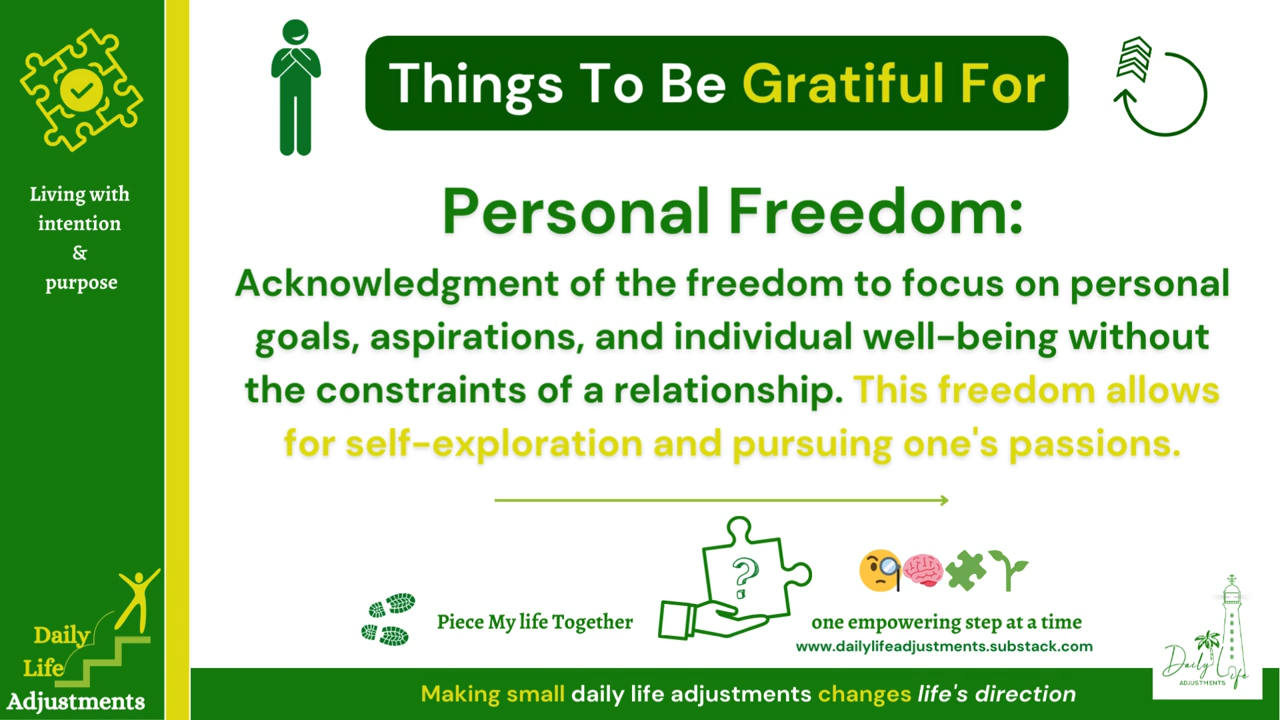 Living with
intention
&
purpose
Daily
Life
Adjustments
Things To Be Gratiful For
Personal Freedom:
Acknowledgment of the freedom to focus on personal
goals, aspirations, and individual well-being without
the constraints of a relationship. This freedom allows
for self-exploration and pursuing one's passions.
?
Piece My life Together
one empowering step at a time
www.dailylifeadjustments.substack.com
Daily Life
ADJUSTMENTS
Making small daily life adjustments changes life's direction